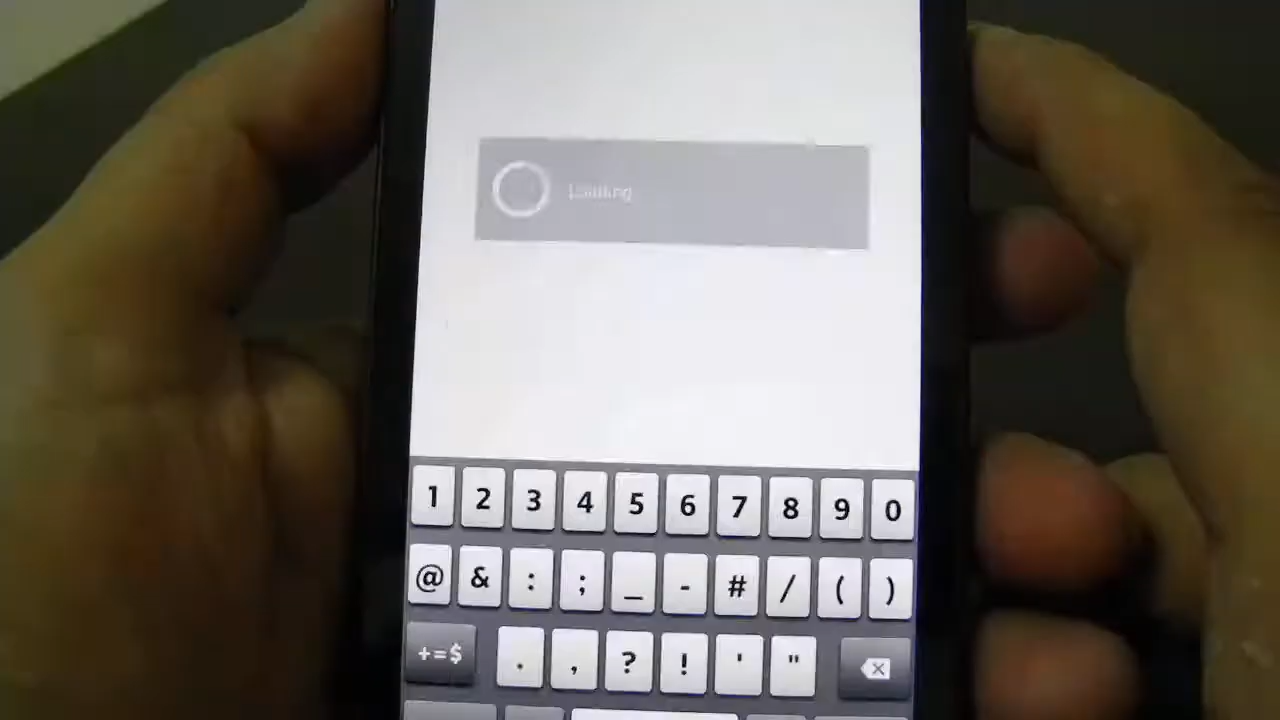 Loading
1 2 3 4 5 6 7 8 9 0
@ & : ; _ - # / ( )
+=$ . , ? ! ' "